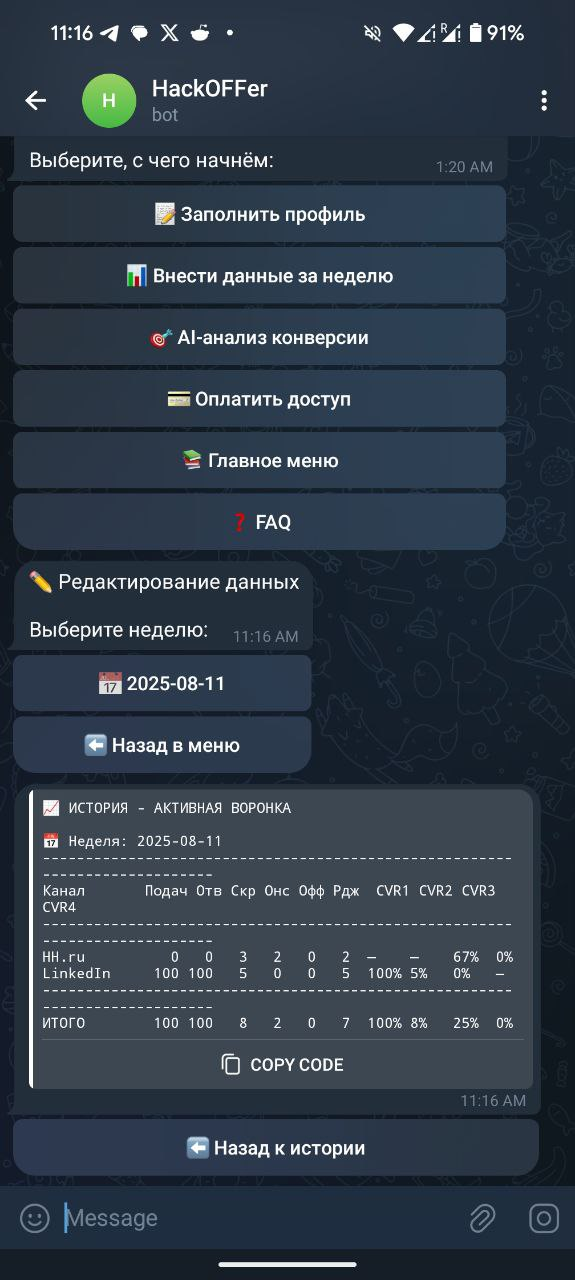 11:16 R 91%
H HackOFFer
bot
Выберите, с чего начнём: 1:20 AM
📝 Заполнить профиль
📊 Внести данные за неделю
🎯 AI-анализ конверсии
💳 Оплатить доступ
📚 Главное меню
❓ FAQ
✏️ Редактирование данных
Выберите неделю: 11:16 AM
📅 2025-08-11
⬅️ Назад в меню
📈 ИСТОРИЯ - АКТИВНАЯ ВОРОНКА
📅 Неделя: 2025-08-11
-------------------------------------------------------
--------------------
Канал Подач Отв Скр Онс Офф Рдж CVR1 CVR2 CVR3
CVR4
-------------------------------------------------------
--------------------
HH.ru 0 0 3 2 0 2 — — 67% 0%
LinkedIn 100 100 5 0 0 5 100% 5% 0% —
-------------------------------------------------------
--------------------
ИТОГО 100 100 8 2 0 7 100% 8% 25% 0%
COPY CODE
11:16 AM
⬅️ Назад к истории
Message